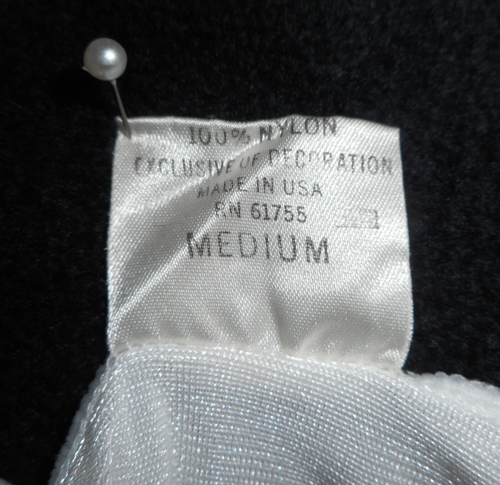 100% NYLON
EXCLUSIVE OF DECORATION
MADE IN USA
RN 61755
MEDIUM